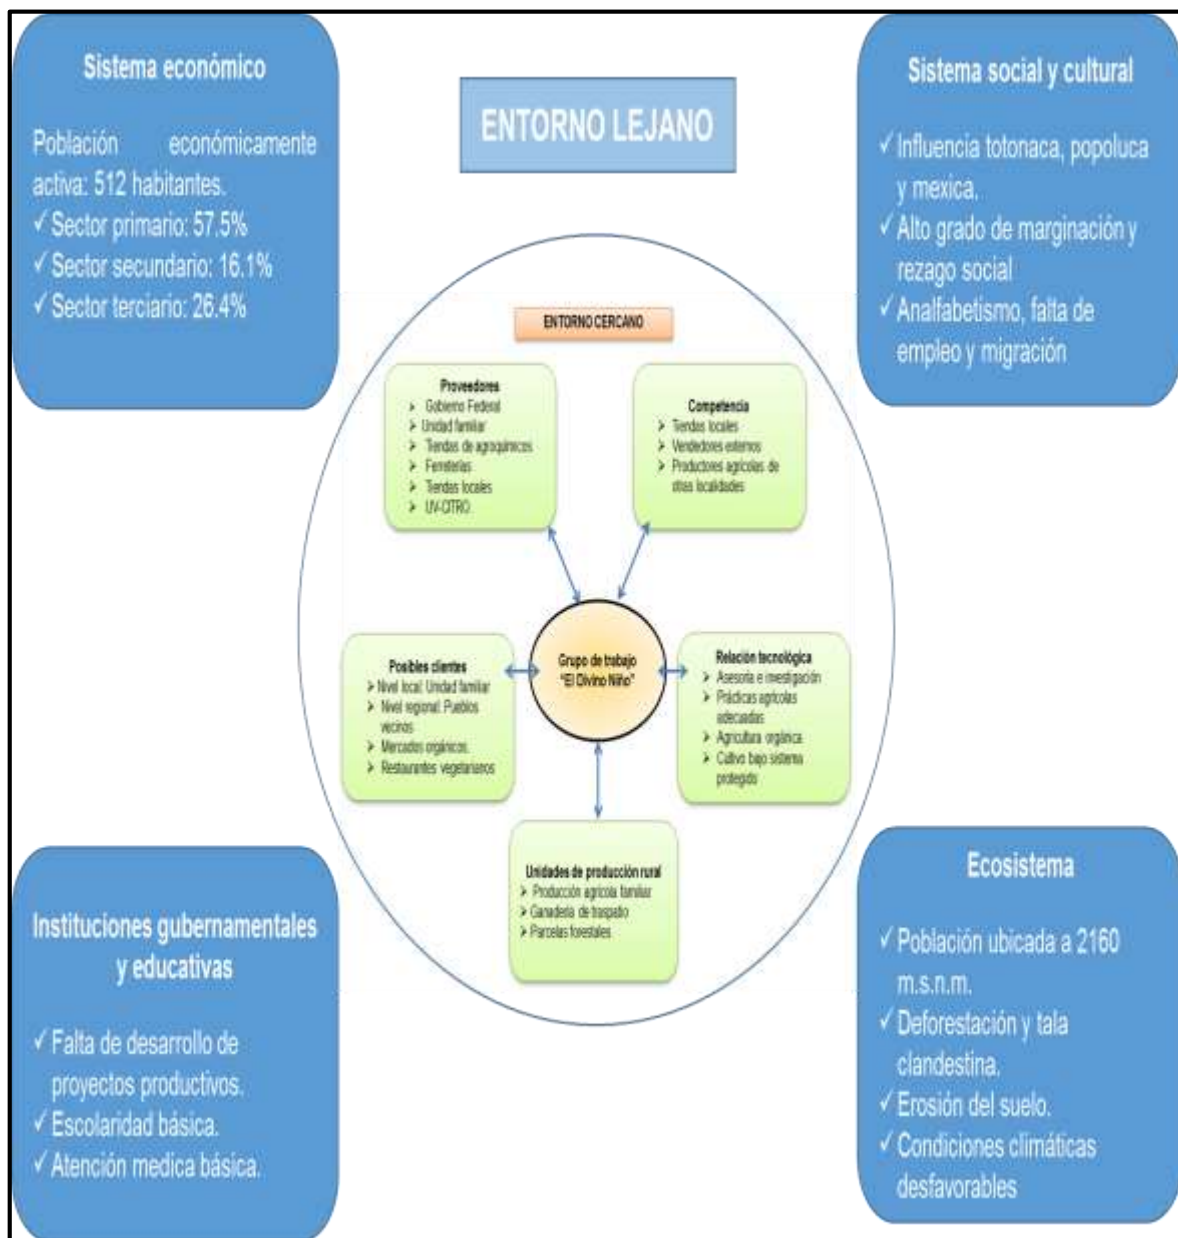 Sistema económico
Población económicamente
activa: 512 habitantes.
✓ Sector primario: 57.5%
✓ Sector secundario: 16.1%
✓ Sector terciario: 26.4%
ENTORNO LEJANO
Sistema social y cultural
✓ Influencia totonaca, popoluca
y mexica.
✓ Alto grado de marginación y
rezago social
✓ Analfabetismo, falta de
empleo y migración
ENTORNO CERCANO
Proveedores
➢ Gobierno Federal
➢ Unidad familiar
➢ Tiendas de agroquímicos
➢ Ferreterías
➢ Tiendas locales
➢ UV-CITRO.
Competencia
➢ Tiendas locales
➢ Vendedores externos
➢ Productores agrícolas de
otras localidades
Grupo de trabajo
"El Divino Niño"
Posibles clientes
➢ Nivel local: Unidad familiar
➢ Nivel regional: Pueblos
vecinos
➢ Mercados orgánicos.
➢ Restaurantes vegetarianos
Relación tecnológica
➢ Asesoría e investigación
➢ Prácticas agrícolas
adecuadas
➢ Agricultura orgánica
➢ Cultivo bajo sistema
protegido
Unidades de producción rural
➢ Producción agrícola familiar
➢ Ganadería de traspatio
➢ Parcelas forestales
Instituciones gubernamentales
y educativas
✓ Falta de desarrollo de
proyectos productivos.
✓ Escolaridad básica.
✓ Atención medica básica.
Ecosistema
✓ Población ubicada a 2160
m.s.n.m.
✓ Deforestación y tala
clandestina.
✓ Erosión del suelo.
✓ Condiciones climáticas
desfavorables